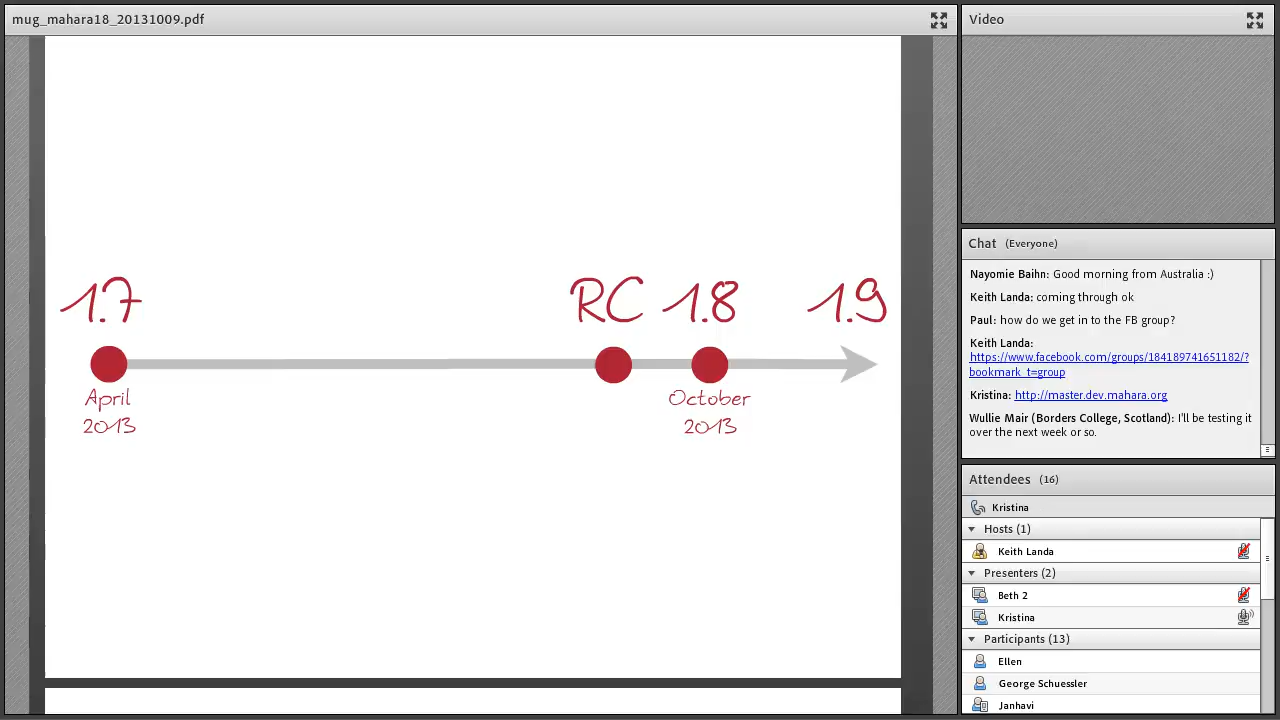 mug_mahara18_20131009.pdf
1.7
RC
1.8
1.9
April
2013
October
2013
Video
Chat (Everyone)
Nayomie Baihn: Good morning from Australia :)
Keith Landa: coming through ok
Paul: how do we get in to the FB group?
Keith Landa:
https://www.facebook.com/groups/184189741651182/?
bookmark_t=group
Kristina: http://master.dev.mahara.org
Wullie Mair (Borders College, Scotland): I'll be testing it
over the next week or so.
Attendees (16)
Kristina
Hosts (1)
Keith Landa
Presenters (2)
Beth 2
Kristina
Participants (13)
Ellen
George Schuessler
Janhavi